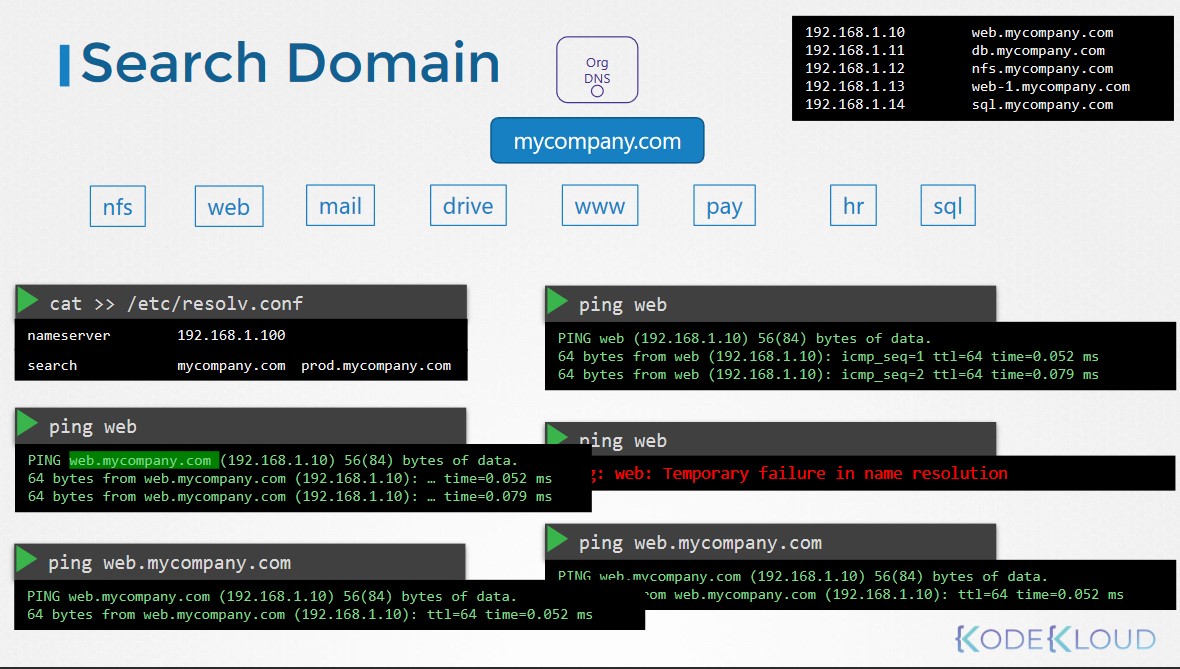 Search Domain
Org
DNS
192.168.1.10 web.mycompany.com
192.168.1.11 db.mycompany.com
192.168.1.12 nfs.mycompany.com
192.168.1.13 web-1.mycompany.com
192.168.1.14 sql.mycompany.com
mycompany.com
nfs web mail drive www pay hr sql
cat >> /etc/resolv.conf
nameserver 192.168.1.100
search mycompany.com prod.mycompany.com
ping web
PING web (192.168.1.10) 56(84) bytes of data.
64 bytes from web (192.168.1.10): icmp_seq=1 ttl=64 time=0.052 ms
64 bytes from web (192.168.1.10): icmp_seq=2 ttl=64 time=0.079 ms
ping web
PING web.mycompany.com (192.168.1.10) 56(84) bytes of data.
64 bytes from web.mycompany.com (192.168.1.10): … time=0.052 ms
64 bytes from web.mycompany.com (192.168.1.10): … time=0.079 ms
ping web
g: web: Temporary failure in name resolution
ping web.mycompany.com
PING web.mycompany.com (192.168.1.10) 56(84) bytes of data.
64 bytes from web.mycompany.com (192.168.1.10): ttl=64 time=0.052 ms
ping web.mycompany.com
PING web.mycompany.com (192.168.1.10) 56(84) bytes of data.
om web.mycompany.com (192.168.1.10): ttl=64 time=0.052 ms
KODEKLOUD